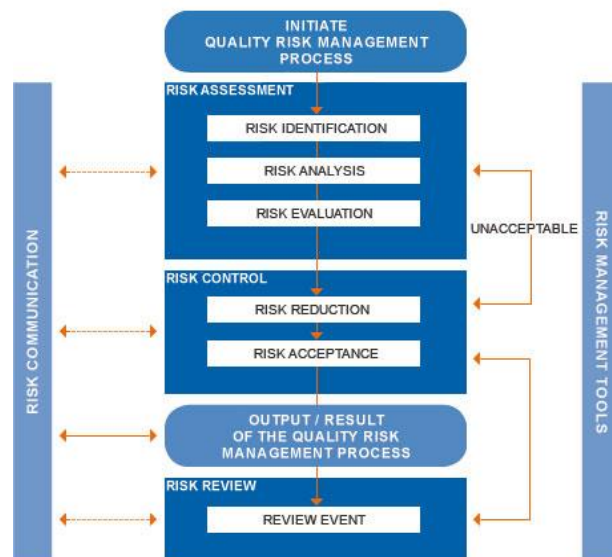 INITIATE
QUALITY RISK MANAGEMENT
PROCESS
RISK ASSESSMENT
RISK IDENTIFICATION
RISK ANALYSIS
RISK EVALUATION
UNACCEPTABLE
RISK CONTROL
RISK REDUCTION
RISK ACCEPTANCE
OUTPUT / RESULT
OF THE QUALITY RISK
MANAGEMENT PROCESS
RISK REVIEW
REVIEW EVENT
RISK COMMUNICATION
RISK MANAGEMENT TOOLS